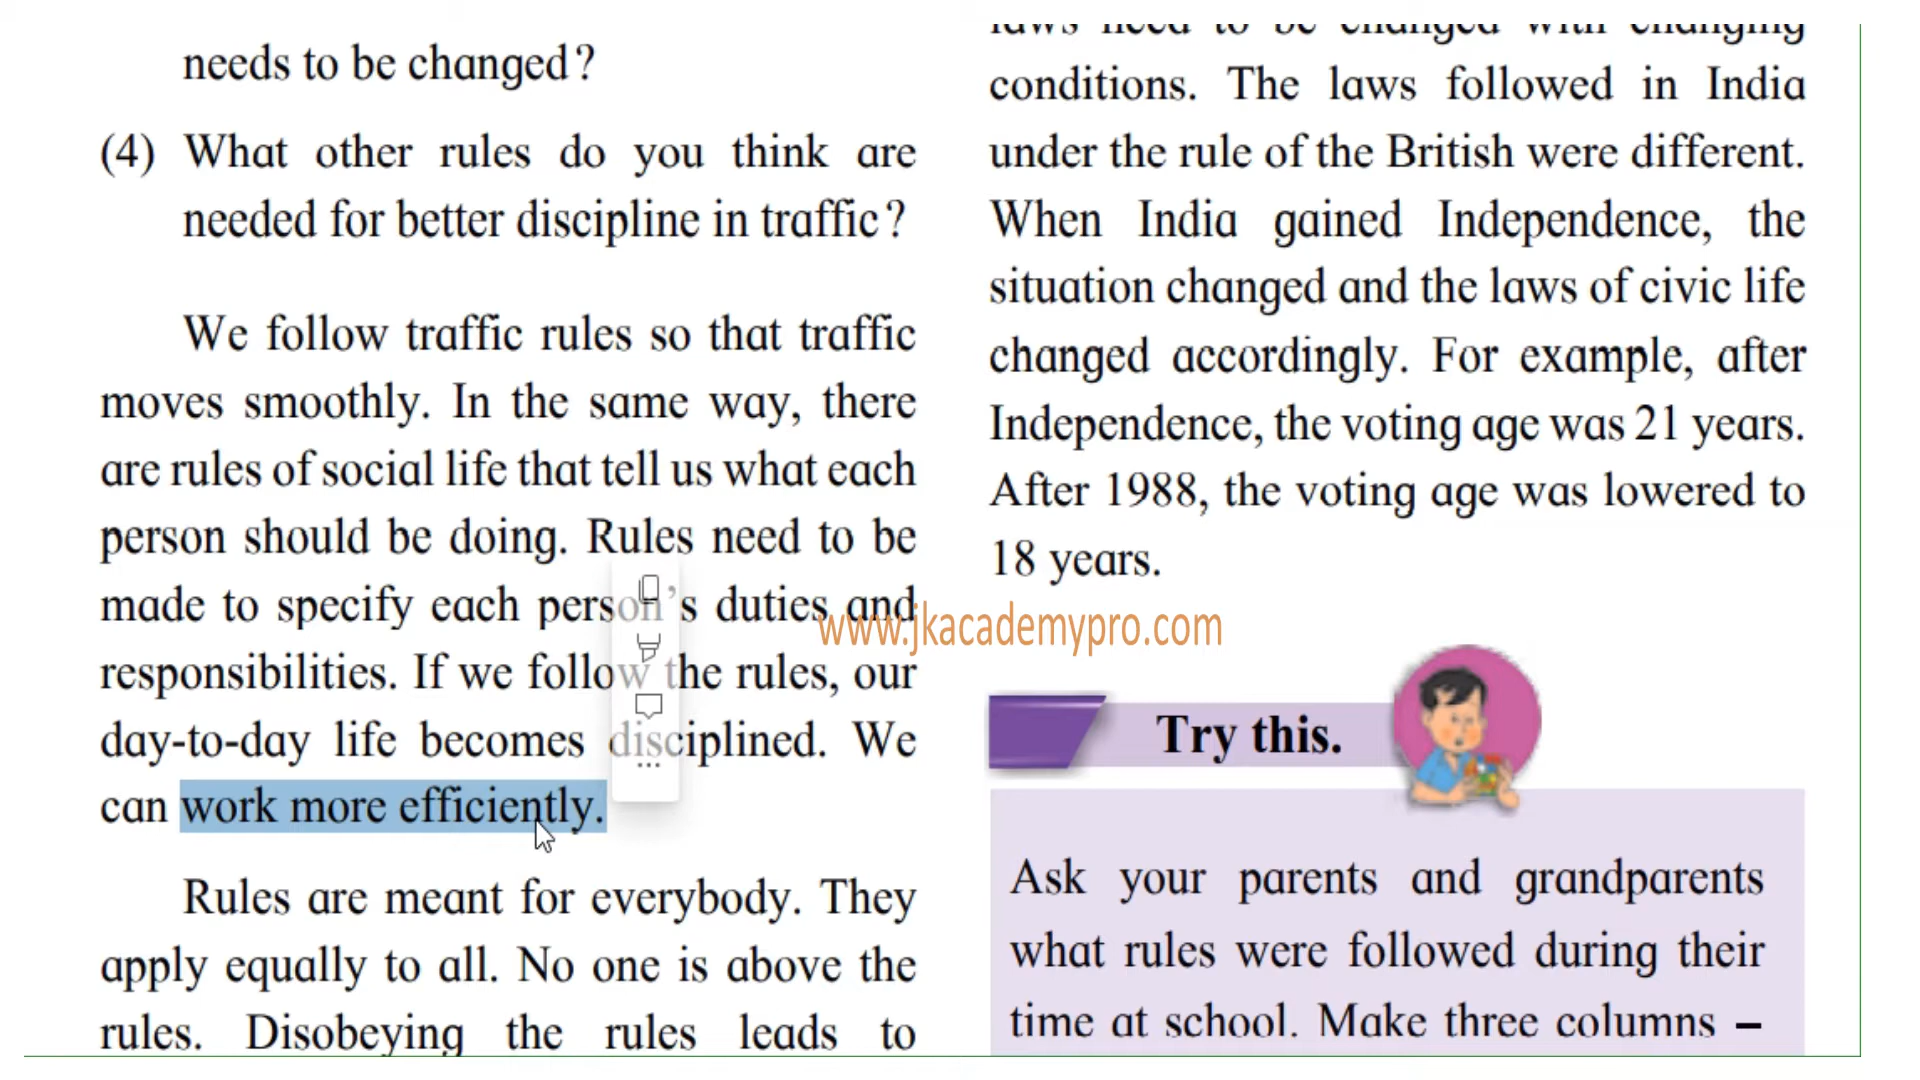 needs to be changed?
(4) What other rules do you think are
needed for better discipline in traffic?
We follow traffic rules so that traffic
moves smoothly. In the same way, there
are rules of social life that tell us what each
person should be doing. Rules need to be
made to specify each person's duties and
responsibilities. If we follow the rules, our
day-to-day life becomes disciplined. We
can work more efficiently.
Rules are meant for everybody. They
apply equally to all. No one is above the
rules. Disobeying the rules leads to
laws need to be changed with changing
conditions. The laws followed in India
under the rule of the British were different.
When India gained Independence, the
situation changed and the laws of civic life
changed accordingly. For example, after
Independence, the voting age was 21 years.
After 1988, the voting age was lowered to
18 years.
www.jkacademypro.com
Try this.
Ask your parents and grandparents
what rules were followed during their
time at school. Make three columns –